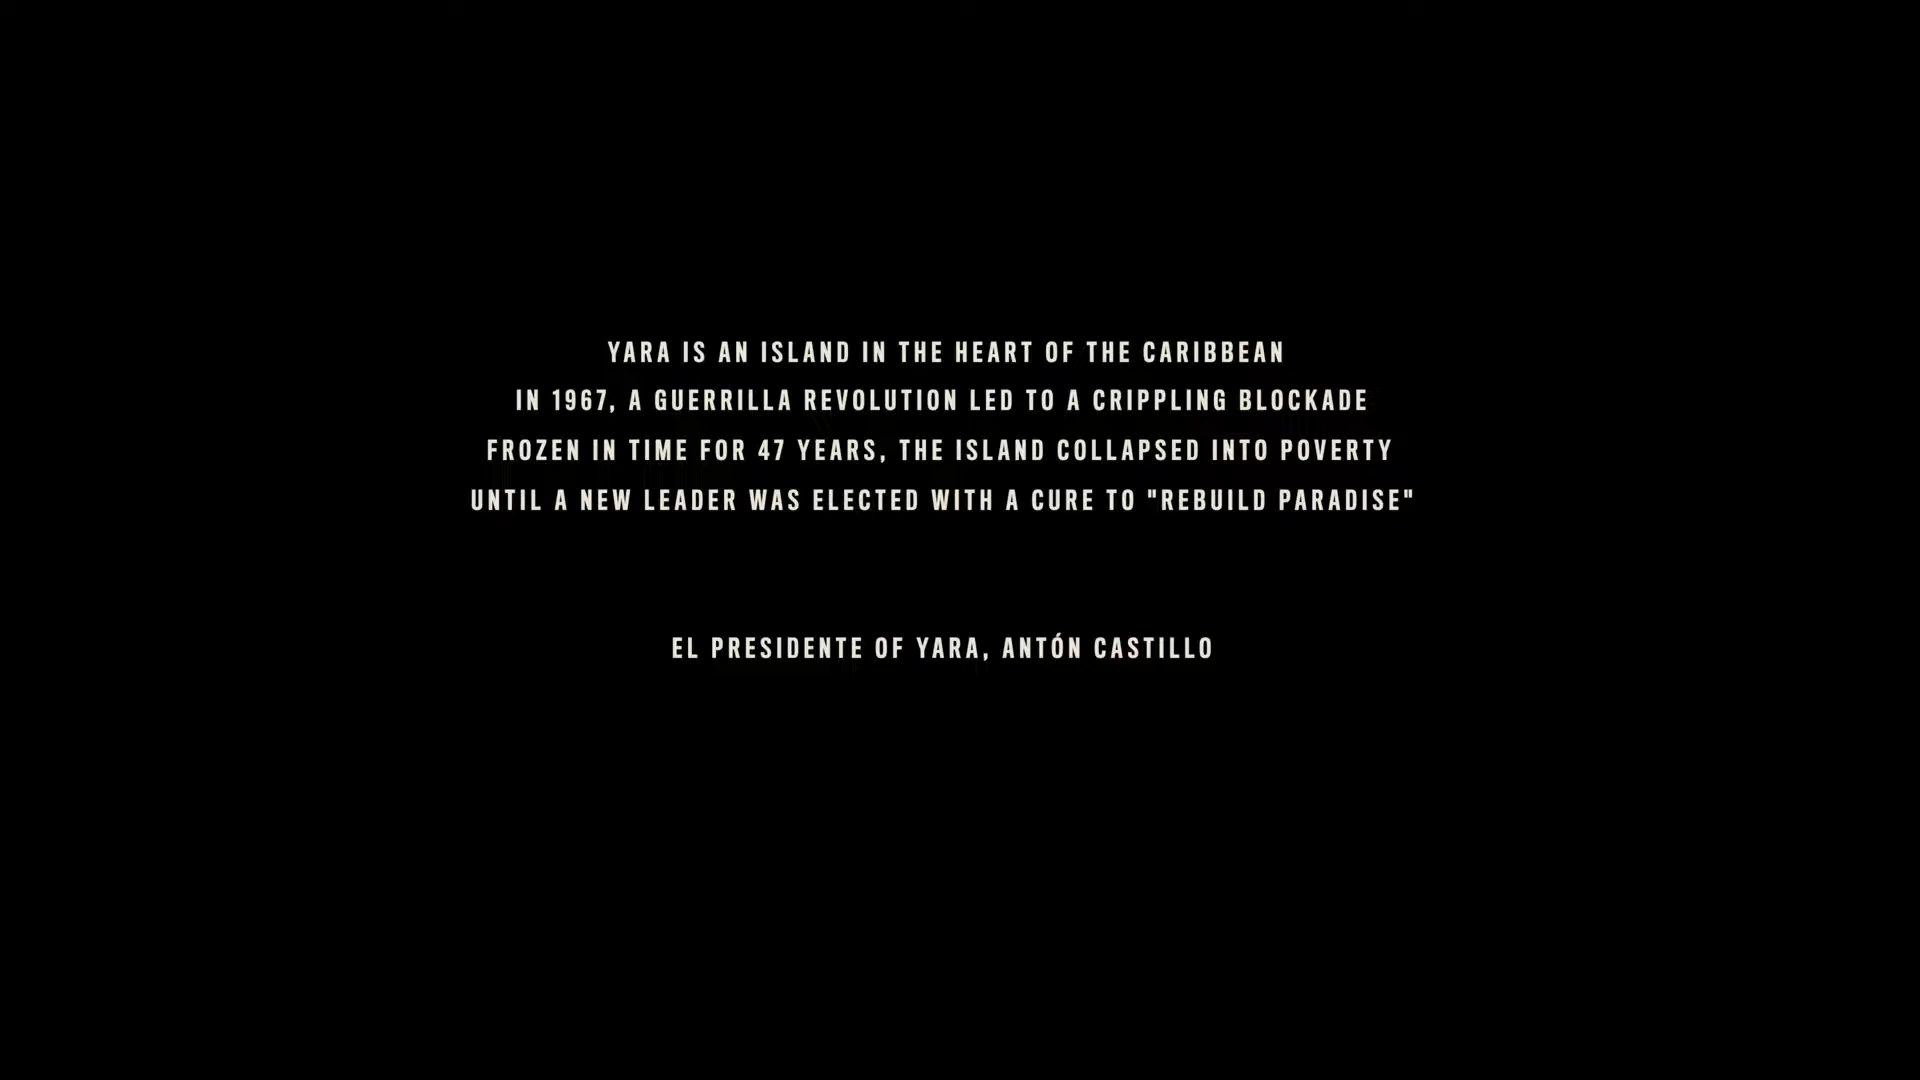 YARA IS AN ISLAND IN THE HEART OF THE CARIBBEAN
IN 1967, A GUERRILLA REVOLUTION LED TO A CRIPPLING BLOCKADE
FROZEN IN TIME FOR 47 YEARS, THE ISLAND COLLAPSED INTO POVERTY
UNTIL A NEW LEADER WAS ELECTED WITH A CURE TO "REBUILD PARADISE"
EL PRESIDENTE OF YARA, ANTÓN CASTILLO